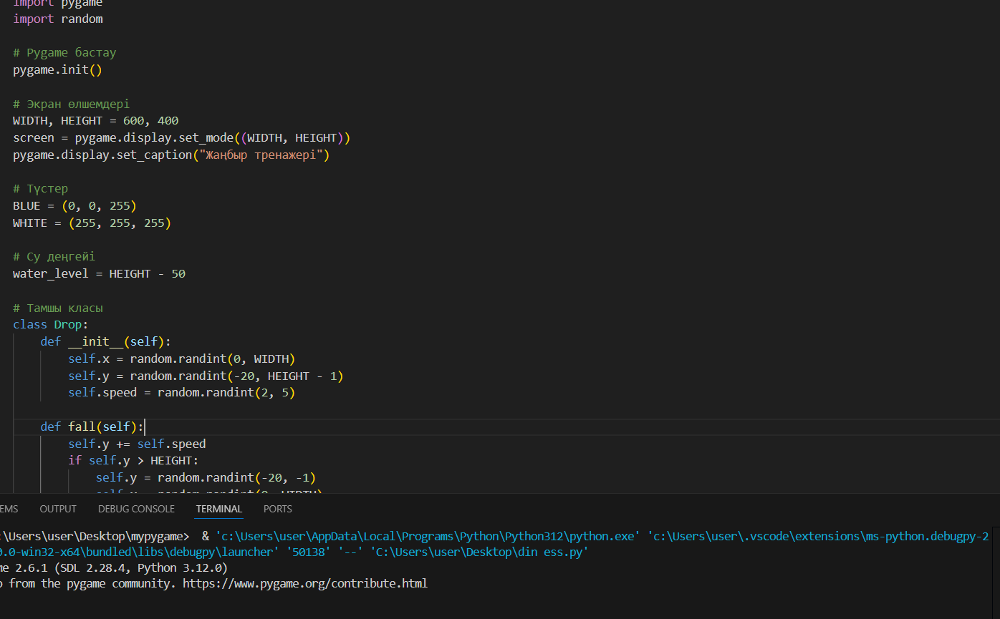 import pygame
import random
# Pygame бастау
pygame.init()
# Экран өлшемдері
WIDTH, HEIGHT = 600, 400
screen = pygame.display.set_mode((WIDTH, HEIGHT))
pygame.display.set_caption("Жаңбыр тренажері")
# Түстер
BLUE = (0, 0, 255)
WHITE = (255, 255, 255)
# Су деңгейі
water_level = HEIGHT - 50
# Тамшы класы
class Drop:
def __init__(self):
self.x = random.randint(0, WIDTH)
self.y = random.randint(-20, HEIGHT - 1)
self.speed = random.randint(2, 5)
def fall(self):
self.y += self.speed
if self.y > HEIGHT:
self.y = random.randint(-20, -1)
EMS OUTPUT DEBUG CONSOLE TERMINAL PORTS
:\Users\user\Desktop\mypygame> & 'c:\Users\user\AppData\Local\Programs\Python\Python312\python.exe' 'c:\Users\user\.vscode\extensions\ms-python.debugpy-2
0.0-win32-x64\bundled\libs\debugpy\launcher' '50138' '--' 'C:\Users\user\Desktop\din ess.py'
me 2.6.1 (SDL 2.28.4, Python 3.12.0)
from the pygame community. https://www.pygame.org/contribute.html